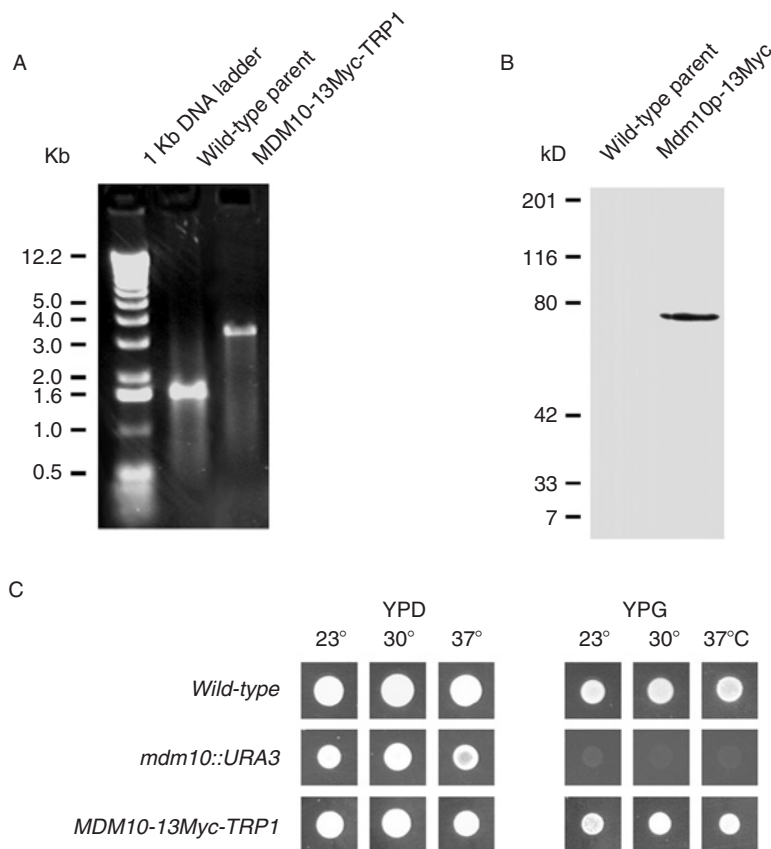 A
Kb
1 Kb DNA ladder
Wild-type parent
MDM10-13Myc-TRP1
12.2
5.0
4.0
3.0
2.0
1.6
1.0
0.5
B
kD
Wild-type parent
Mdm10p-13Myc
201
116
80
42
33
7
C
YPD YPG
23° 30° 37° 23° 30° 37°C
Wild-type
mdm10::URA3
MDM10-13Myc-TRP1